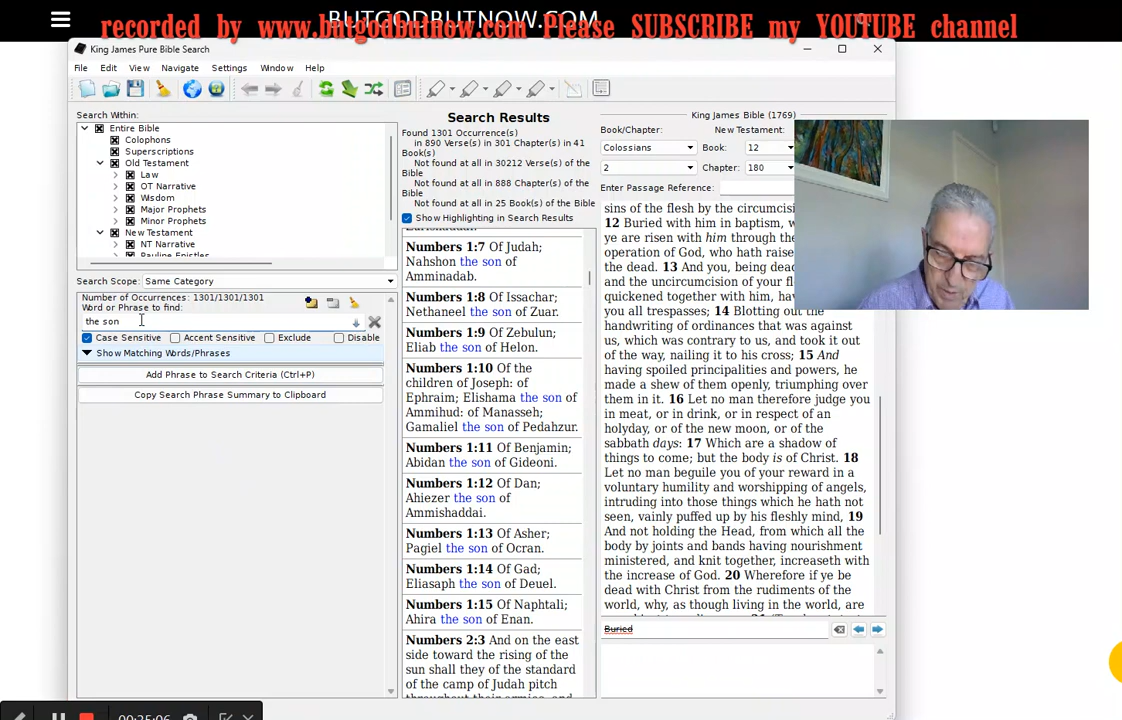 BUTGODBUTNOW.COM
recorded by www.butgodbutnow.com Please SUBSCRIBE my YOUTUBE channel
King James Pure Bible Search
File Edit View Navigate Settings Window Help
Search Within:
Entire Bible
Colophons
Superscriptions
Old Testament
Law
OT Narrative
Wisdom
Major Prophets
Minor Prophets
New Testament
NT Narrative
Pauline Epistles
Search Scope: Same Category
Number of Occurrences: 1301/1301/1301
Word or Phrase to find:
the son
Case Sensitive Accent Sensitive Exclude Disable
Show Matching Words/Phrases
Add Phrase to Search Criteria (Ctrl+P)
Copy Search Phrase Summary to Clipboard
Search Results
Found 1301 Occurrence(s)
in 890 Verse(s) in 301 Chapter(s) in 41
Book(s)
Not found at all in 30212 Verse(s) of the
Bible
Not found at all in 888 Chapter(s) of the
Bible
Not found at all in 25 Book(s) of the Bible
Show Highlighting in Search Results
Numbers 1:7 Of Judah;
Nahshon the son of
Amminadab.
Numbers 1:8 Of Issachar;
Nethaneel the son of Zuar.
Numbers 1:9 Of Zebulun;
Eliab the son of Helon.
Numbers 1:10 Of the
children of Joseph: of
Ephraim; Elishama the son of
Ammihud: of Manasseh;
Gamaliel the son of Pedahzur.
Numbers 1:11 Of Benjamin;
Abidan the son of Gideoni.
Numbers 1:12 Of Dan;
Ahiezer the son of
Ammishaddai.
Numbers 1:13 Of Asher;
Pagiel the son of Ocran.
Numbers 1:14 Of Gad;
Eliasaph the son of Deuel.
Numbers 1:15 Of Naphtali;
Ahira the son of Enan.
Numbers 2:3 And on the east
side toward the rising of the
sun shall they of the standard
of the camp of Judah pitch
King James Bible (1769)
Book/Chapter: New Testament:
Colossians Book: 12
2 Chapter: 180
Enter Passage Reference:
sins of the flesh by the circumcisi
12 Buried with him in baptism, w
ye are risen with him through the
operation of God, who hath raise
the dead. 13 And you, being dea
and the uncircumcision of your fl
quickened together with him, hav
you all trespasses; 14 Blotting out the
handwriting of ordinances that was against
us, which was contrary to us, and took it out
of the way, nailing it to his cross; 15 And
having spoiled principalities and powers, he
made a shew of them openly, triumphing over
them in it. 16 Let no man therefore judge you
in meat, or in drink, or in respect of an
holyday, or of the new moon, or of the
sabbath days: 17 Which are a shadow of
things to come; but the body is of Christ. 18
Let no man beguile you of your reward in a
voluntary humility and worshipping of angels,
intruding into those things which he hath not
seen, vainly puffed up by his fleshly mind, 19
And not holding the Head, from which all the
body by joints and bands having nourishment
ministered, and knit together, increaseth with
the increase of God. 20 Wherefore if ye be
dead with Christ from the rudiments of the
world, why, as though living in the world, are
Buried
00:25:06